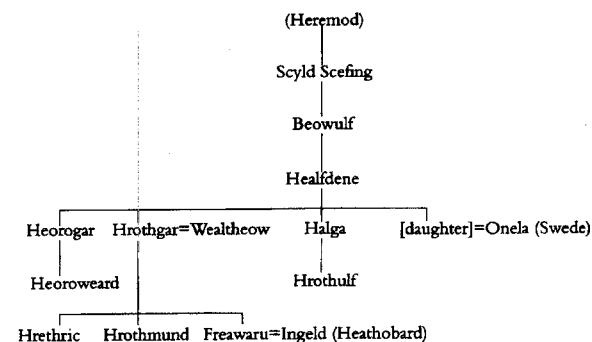 (Heremod)
Scyld Scefing
Beowulf
Healfdene
Heorogar Hrothgar=Wealtheow Halga [daughter]=Onela (Swede)
Heoroweard Hrothulf
Hrethric Hrothmund Freawaru=Ingeld (Heathobard)